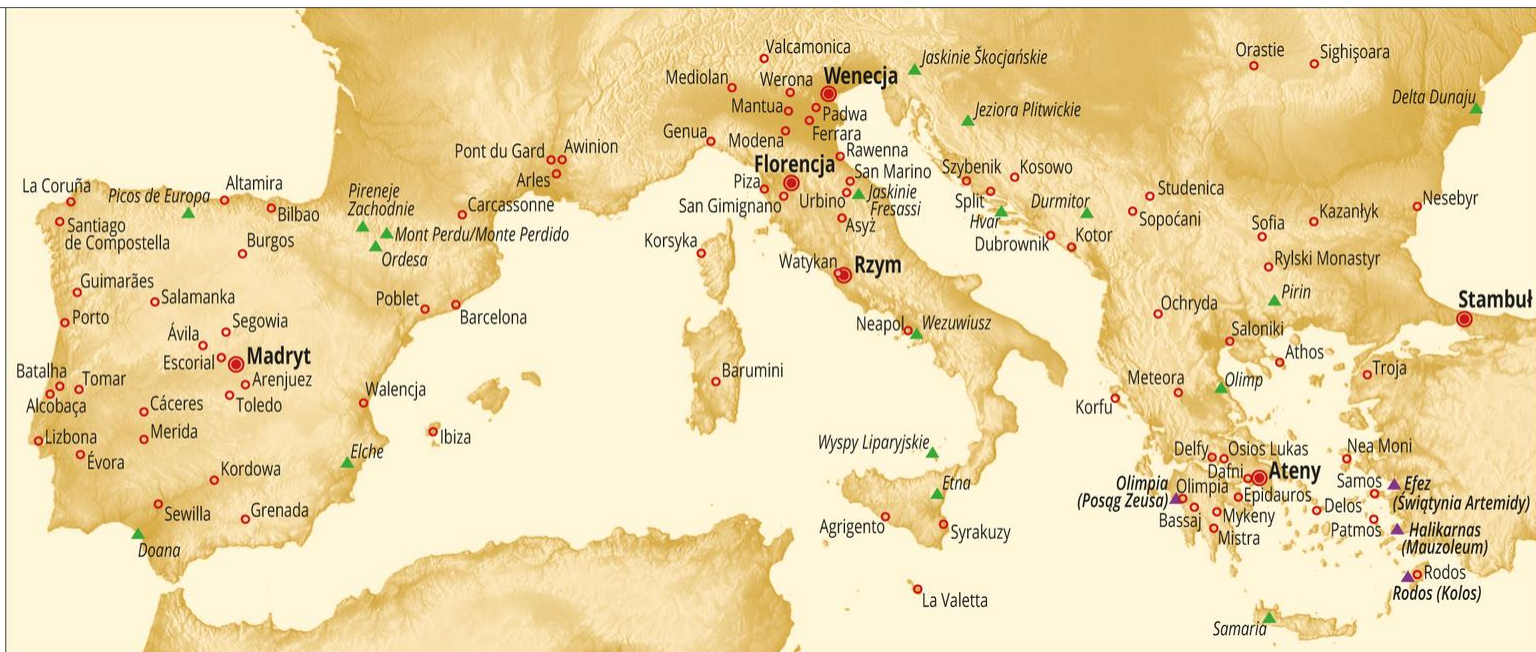 Valcamonica
Mediolan
Werona
Wenecja
Jaskinie Škocjańskie
Orastie
Sighişoara
Mantua
Padwa
Jeziora Plitwickie
Delta Dunaju
Genua
Modena
Ferrara
Pont du Gard
Awinion
Arles
Florencja
Rawenna
San Marino
Szybenik
Kosowo
La Coruña
Picos de Europa
Altamira
Pireneje
Zachodnie
Carcassonne
Piza
San Gimignano
Urbino
Jaskinie
Fresassi
Split
Hvar
Durmitor
Studenica
Sopoćani
Nesebyr
Santiago
de Compostella
Bilbao
Burgos
Mont Perdu/Monte Perdido
Ordesa
Korsyka
Asyż
Dubrownik
Kotor
Sofia
Kazanłyk
Watykan
Rzym
Rylski Monastyr
Guimarães
Salamanka
Poblet
Barcelona
Pirin
Stambuł
Porto
Segowia
Ávila
Escorial
Madryt
Neapol
Wezuwiusz
Ochryda
Saloniki
Athos
Batalha
Tomar
Arenjuez
Walencja
Barumini
Meteora
Olimp
Troja
Alcobaça
Cáceres
Toledo
Korfu
Lizbona
Merida
Ibiza
Évora
Elche
Wyspy Liparyjskie
Delfy
Osios Lukas
Nea Moni
Kordowa
Etna
Dafni
Ateny
Olimpia
(Posąg Zeusa)
Olimpia
Epidauros
Samos
Efez
(Świątynia Artemidy)
Sewilla
Grenada
Agrigento
Syrakuzy
Bassaj
Mykeny
Delos
Mistra
Patmos
Halikarnas
(Mauzoleum)
Doana
La Valetta
Rodos
Rodos (Kolos)
Samaria